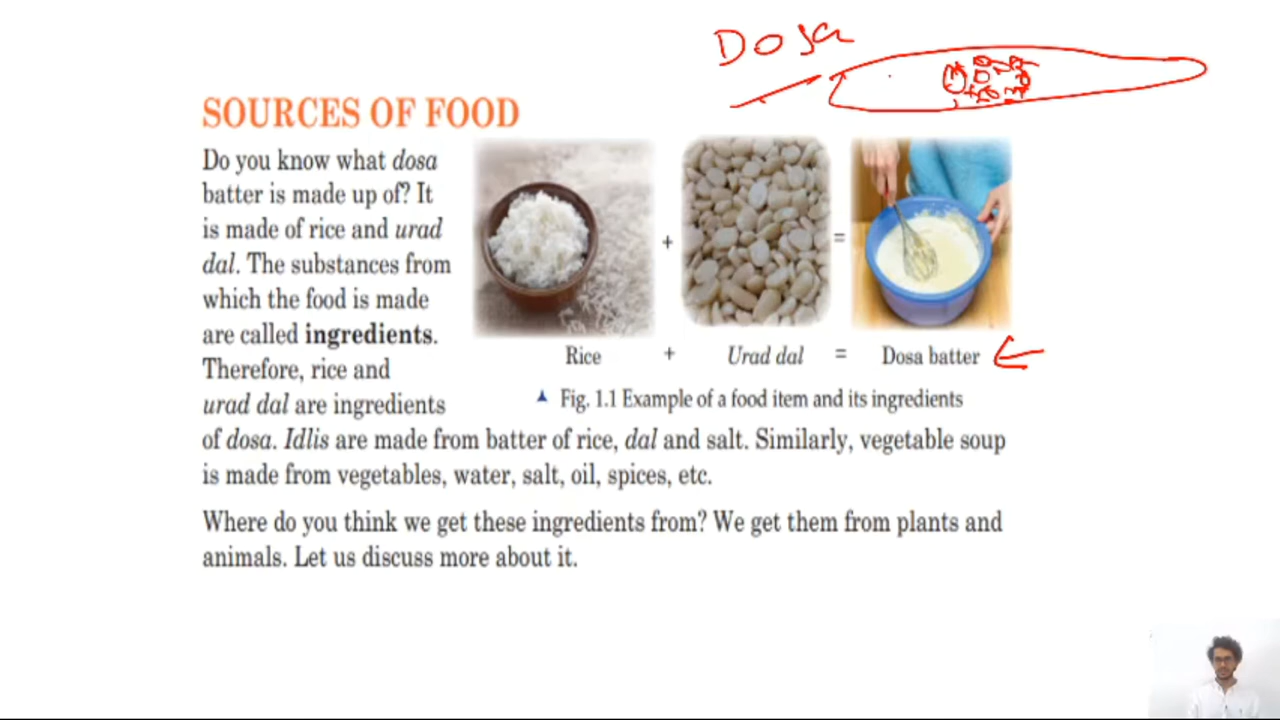 Dosa
SOURCES OF FOOD
Do you know what dosa
batter is made up of? It
is made of rice and urad
dal. The substances from
which the food is made
are called ingredients.
Therefore, rice and
urad dal are ingredients
of dosa. Idlis are made from batter of rice, dal and salt. Similarly, vegetable soup
is made from vegetables, water, salt, oil, spices, etc.
+ =
Rice + Urad dal = Dosa batter
Fig. 1.1 Example of a food item and its ingredients
Where do you think we get these ingredients from? We get them from plants and
animals. Let us discuss more about it.